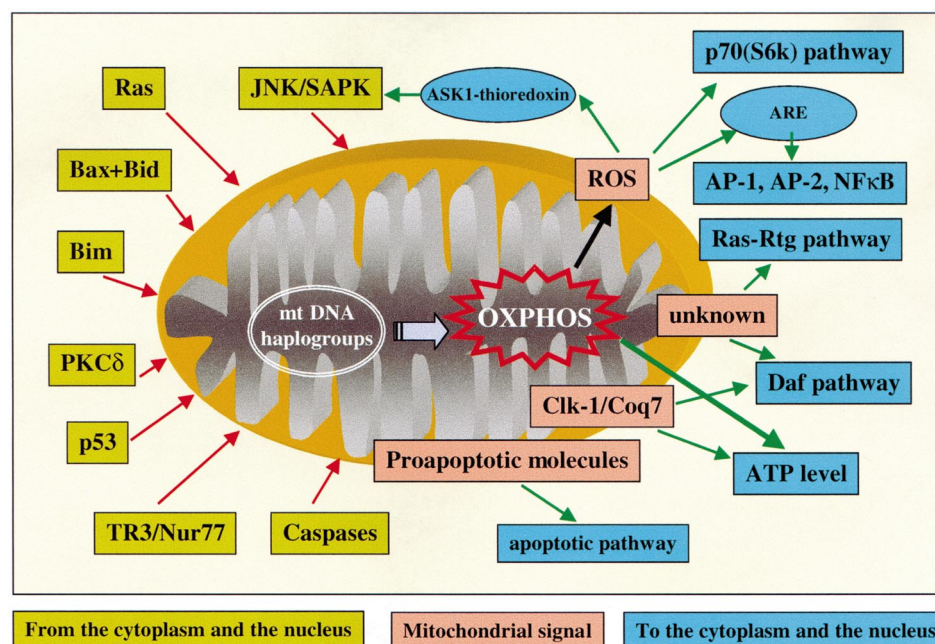 Ras
JNK/SAPK
ASK1-thioredoxin
p70(S6k) pathway
ARE
Bax+Bid
ROS
AP-1, AP-2, NFκB
Bim
Ras-Rtg pathway
mt DNA
haplogroups
OXPHOS
unknown
PKCδ
Daf pathway
Clk-1/Coq7
p53
Proapoptotic molecules
ATP level
TR3/Nur77
Caspases
apoptotic pathway
From the cytoplasm and the nucleus
Mitochondrial signal
To the cytoplasm and the nucleus